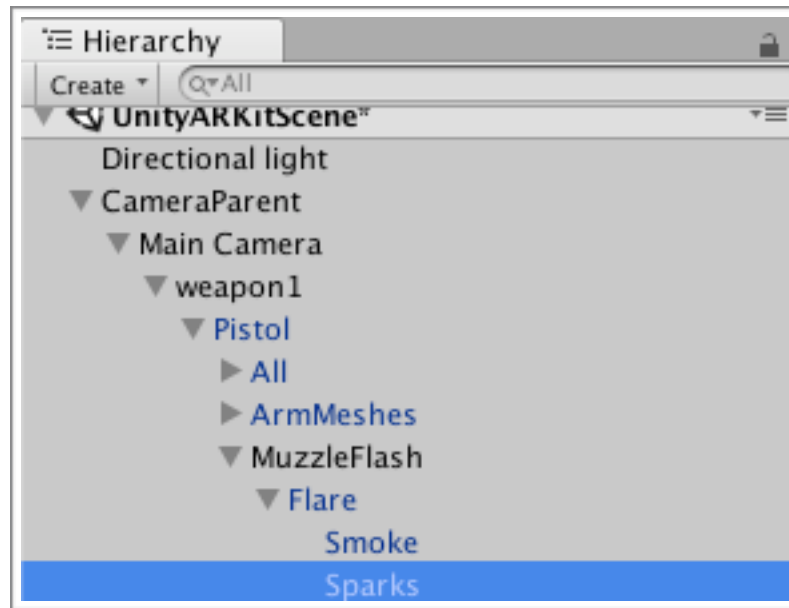 Hierarchy
Create All
UnityARKitScene*
Directional light
CameraParent
Main Camera
weapon1
Pistol
All
ArmMeshes
MuzzleFlash
Flare
Smoke
Sparks